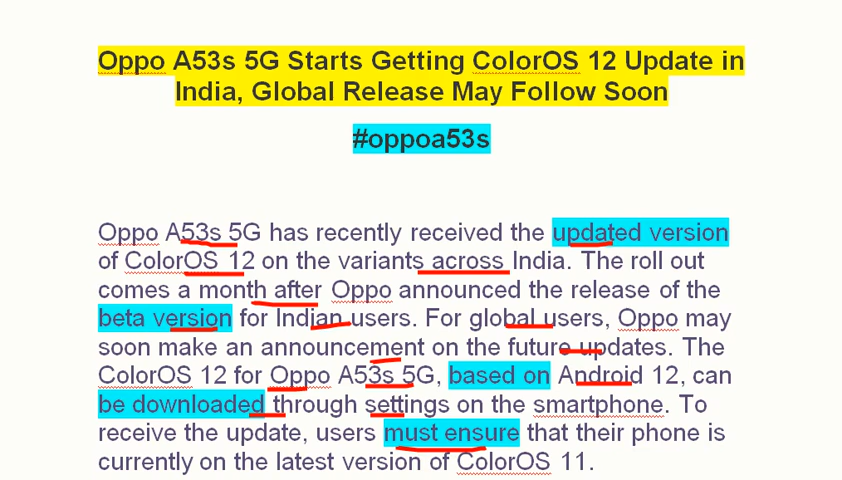 Oppo A53s 5G Starts Getting ColorOS 12 Update in
India, Global Release May Follow Soon
#oppoa53s
Oppo A53s 5G has recently received the updated version
of ColorOS 12 on the variants across India. The roll out
comes a month after Oppo announced the release of the
beta version for Indian users. For global users, Oppo may
soon make an announcement on the future updates. The
ColorOS 12 for Oppo A53s 5G, based on Android 12, can
be downloaded through settings on the smartphone. To
receive the update, users must ensure that their phone is
currently on the latest version of ColorOS 11.